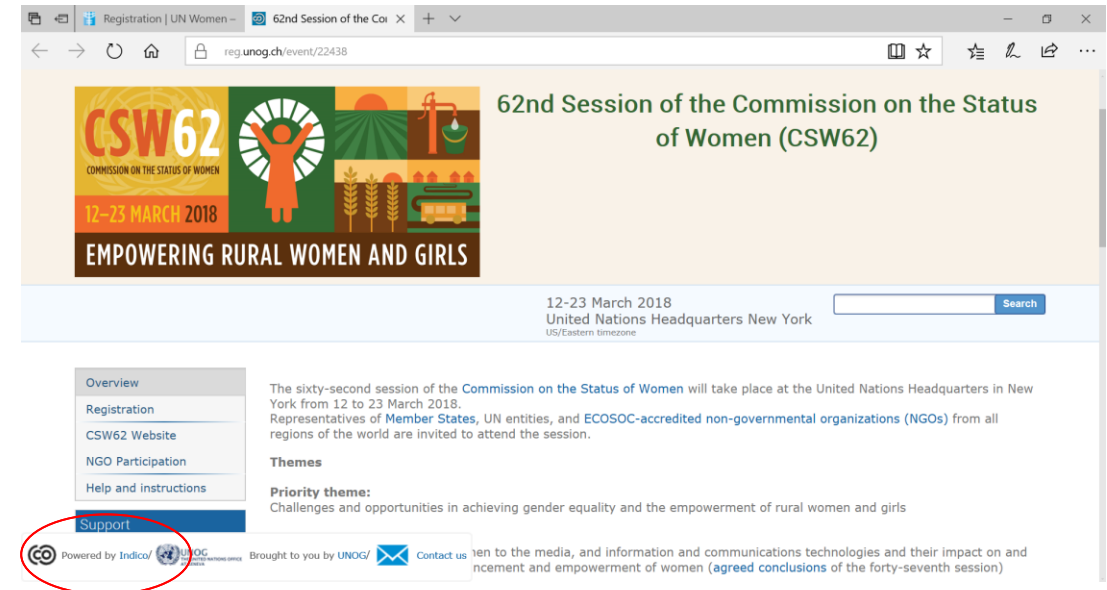 Registration | UN Women –
62nd Session of the Co
reg.unog.ch/event/22438
CSW62
COMMISSION ON THE STATUS OF WOMEN
12–23 MARCH 2018
EMPOWERING RURAL WOMEN AND GIRLS
62nd Session of the Commission on the Status
of Women (CSW62)
12-23 March 2018
United Nations Headquarters New York
US/Eastern timezone
Search
Overview
Registration
CSW62 Website
NGO Participation
Help and instructions
Support
The sixty-second session of the Commission on the Status of Women will take place at the United Nations Headquarters in New
York from 12 to 23 March 2018.
Representatives of Member States, UN entities, and ECOSOC-accredited non-governmental organizations (NGOs) from all
regions of the world are invited to attend the session.
Themes
Priority theme:
Challenges and opportunities in achieving gender equality and the empowerment of rural women and girls
en to the media, and information and communications technologies and their impact on and
ncement and empowerment of women (agreed conclusions of the forty-seventh session)
Powered by Indico/ UNOG Brought to you by UNOG/ Contact us
THE UNITED NATIONS OFFICE
AT GENEVA